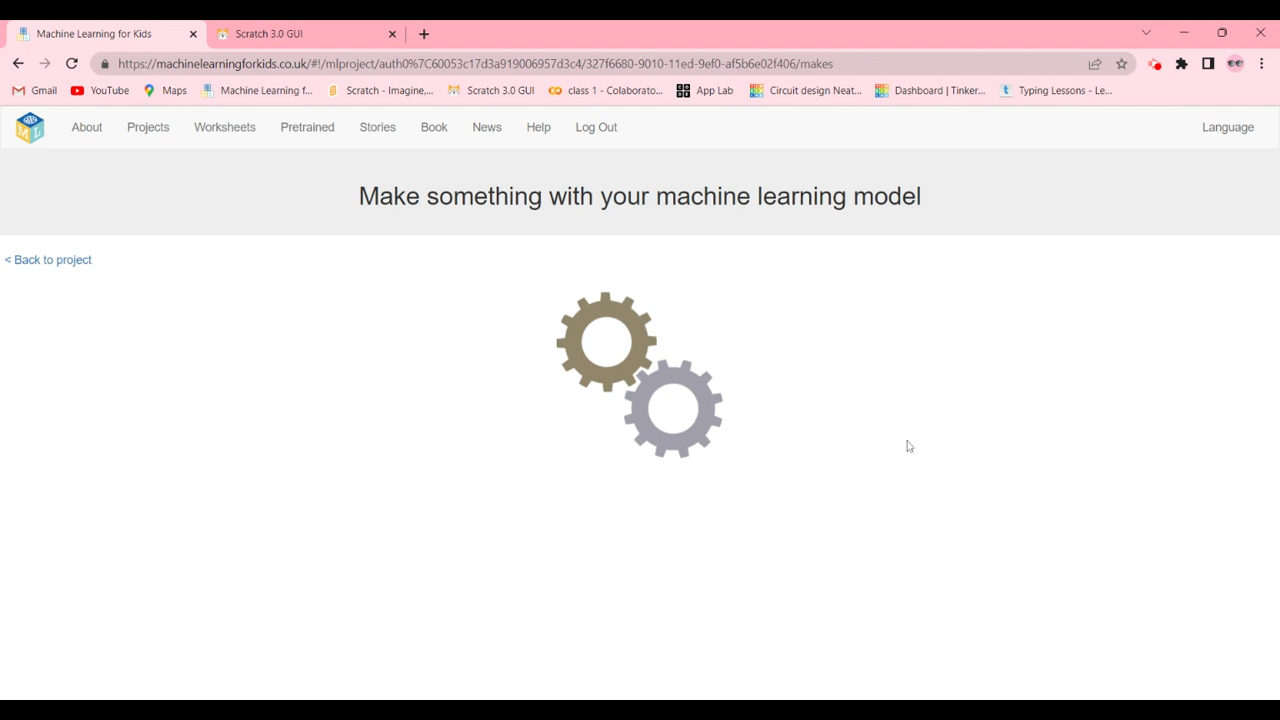 Machine Learning for Kids
Scratch 3.0 GUI
https://machinelearningforkids.co.uk/#!/mlproject/auth0%7C60053c17d3a919006957d3c4/327f6680-9010-11ed-9ef0-af5b6e02f406/makes
Gmail YouTube Maps Machine Learning f... Scratch - Imagine,... Scratch 3.0 GUI class 1 - Colaborato... App Lab Circuit design Neat... Dashboard | Tinker... Typing Lessons - Le...
ML About Projects Worksheets Pretrained Stories Book News Help Log Out Language
Make something with your machine learning model
< Back to project